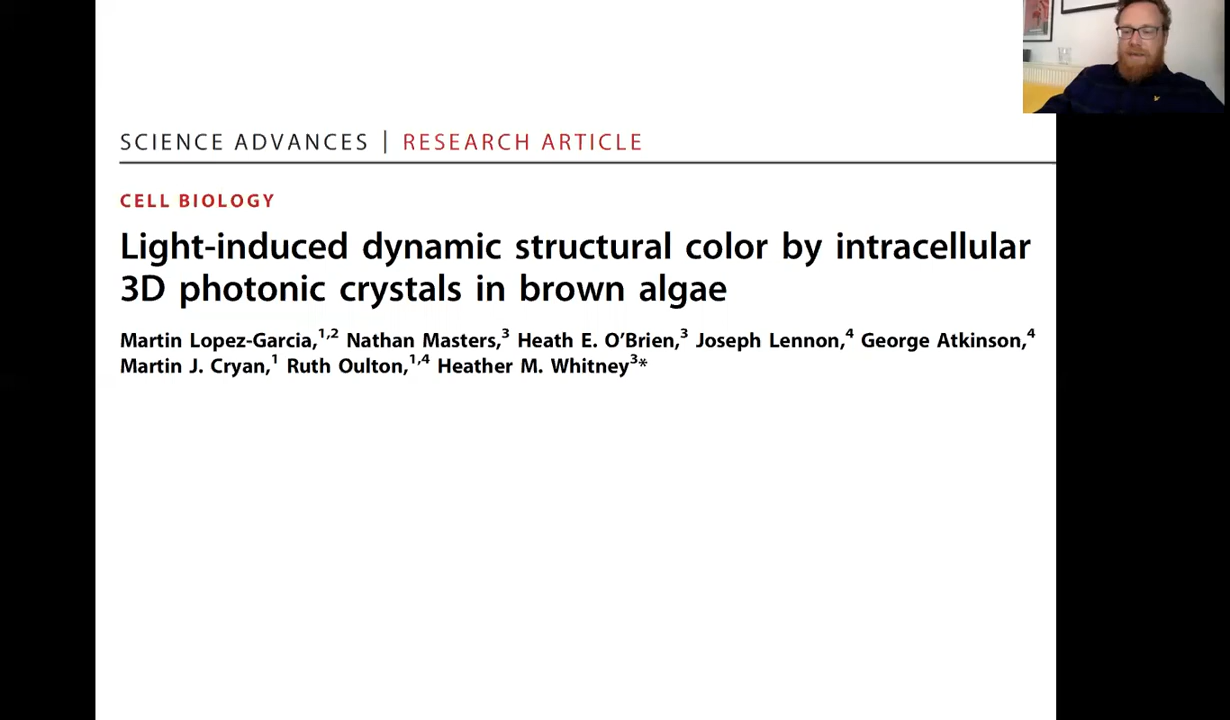 SCIENCE ADVANCES | RESEARCH ARTICLE
CELL BIOLOGY
Light-induced dynamic structural color by intracellular
3D photonic crystals in brown algae
Martin Lopez-Garcia,1,2 Nathan Masters,3 Heath E. O’Brien,3 Joseph Lennon,4 George Atkinson,4
Martin J. Cryan,1 Ruth Oulton,1,4 Heather M. Whitney3*